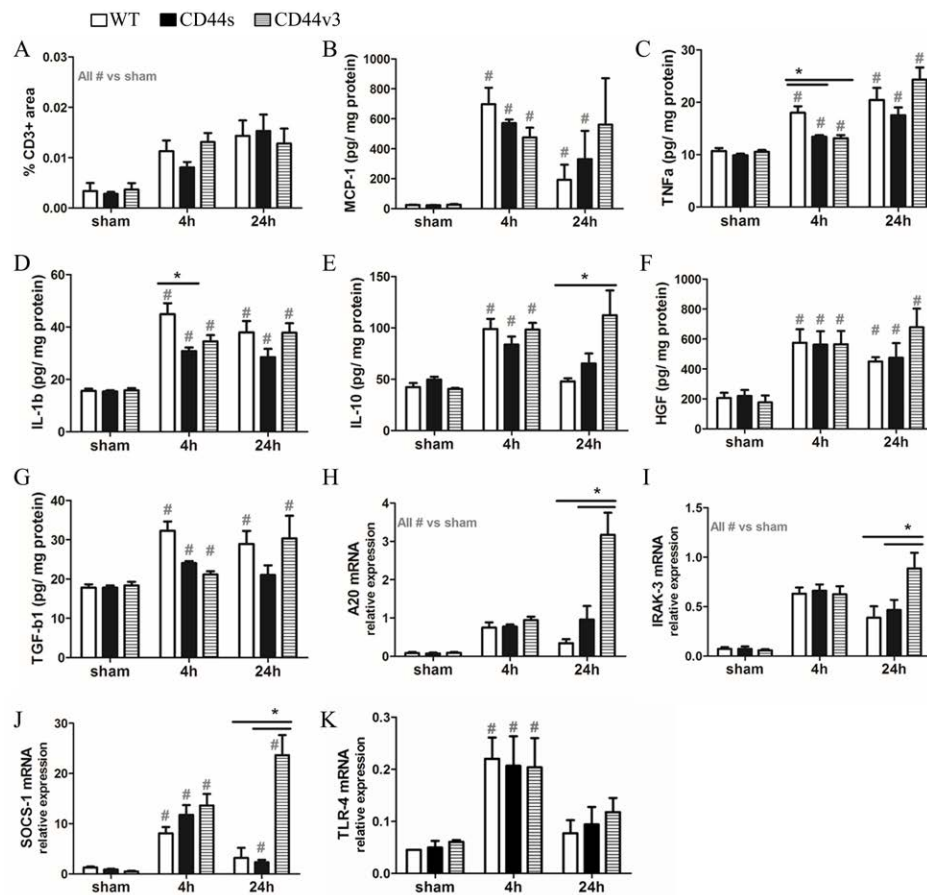 WT CD44s CD44v3
A
All # vs sham
% CD3+ area
0.03
0.02
0.01
0.00
sham 4h 24h
B
MCP-1 (pg/ mg protein)
1000
800
600
400
200
0
# # #
# #
sham 4h 24h
C
TNFa (pg/ mg protein)
30
20
10
0
*
# # #
# # #
sham 4h 24h
D
IL-1b (pg/ mg protein)
60
40
20
0
*
# # #
# # #
sham 4h 24h
E
IL-10 (pg/ mg protein)
150
100
50
0
# # #
*
sham 4h 24h
F
HGF (pg/ mg protein)
1000
800
600
400
200
0
# # #
# # #
sham 4h 24h
G
TGF-b1 (pg/ mg protein)
40
30
20
10
0
# # #
# #
sham 4h 24h
H
All # vs sham
A20 mRNA
relative expression
4
3
2
1
0
*
sham 4h 24h
I
All # vs sham
IRAK-3 mRNA
relative expression
1.5
1.0
0.5
0.0
*
sham 4h 24h
J
SOCS-1 mRNA
relative expression
30
20
10
0
# # #
*
# #
sham 4h 24h
K
TLR-4 mRNA
relative expression
0.3
0.2
0.1
0.0
# # #
sham 4h 24h